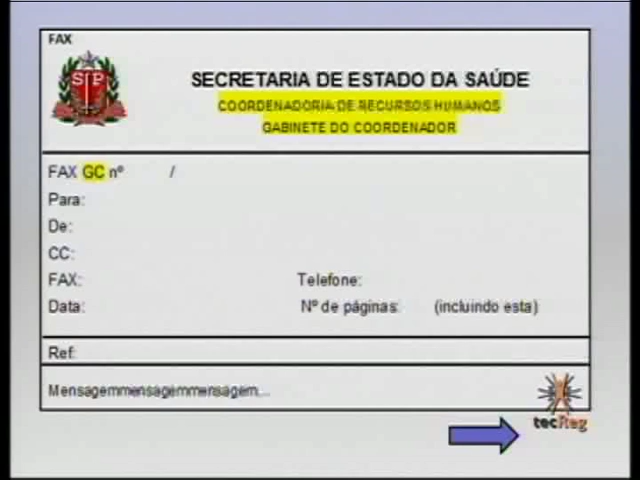 FAX
SP
SECRETARIA DE ESTADO DA SAÚDE
COORDENADORIA DE RECURSOS HUMANOS
GABINETE DO COORDENADOR
FAX GC nº /
Para:
De:
CC:
FAX: Telefone:
Data: Nº de páginas: (incluindo esta)
Ref:
Mensagemmensagemmensagem...
tecReg